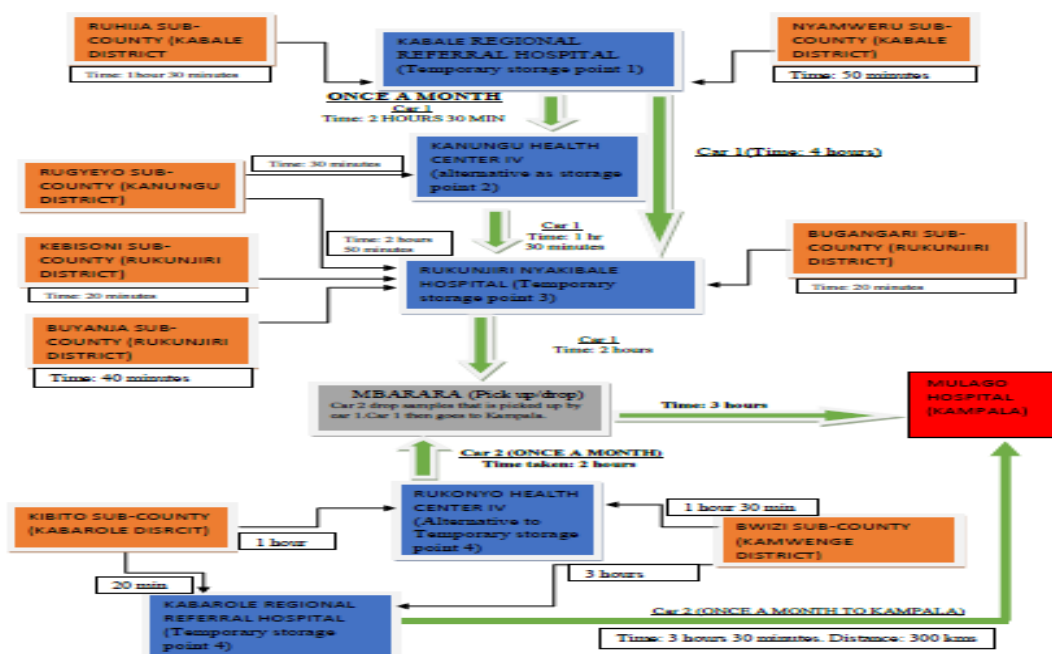 RUHIJA SUB-
COUNTY (KABALE
DISTRICT
Time: 1hour 30 minutes
KABALE REGIONAL
REFERRAL HOSPITAL
(Temporary storage point 1)
NYAMWERU SUB-
COUNTY (KABALE
DISTRICT)
Time: 50 minutes
ONCE A MONTH
Car 1
Time: 2 HOURS 30 MIN
Car 1(Time: 4 hours)
KANUNGU HEALTH
CENTER IV
(alternative as storage
point 2)
Time: 30 minutes
RUGYEYO SUB-
COUNTY (KANUNGU
DISTRICT)
Time: 2 hours
50 minutes
Car 1
Time: 1 hr
30 minutes
KEBISONI SUB-
COUNTY (RUKUNJIRI
DISTRICT)
Time: 20 minutes
RUKUNJIRI NYAKIBALE
HOSPITAL (Temporary
storage point 3)
BUGANGARI SUB-
COUNTY (RUKUNJIRI
DISTRICT)
Time: 20 minutes
BUYANJA SUB-
COUNTY (RUKUNJIRI
DISTRICT)
Time: 40 minutes
Car 1
Time: 2 hours
MBARARA (Pick up/drop)
Car 2 drop samples that is picked up by
car 1.Car 1 then goes to Kampala.
Time: 3 hours
MULAGO
HOSPITAL
(KAMPALA)
Car 2 (ONCE A MONTH)
Time taken: 2 hours
RUKONYO HEALTH
CENTER IV
(Alternative to
Temporary storage
point 4)
KIBITO SUB-COUNTY
(KABAROLE DISRCIT)
1 hour
1 hour 30 min
BWIZI SUB-COUNTY
(KAMWENGE
DISTRICT)
20 min
3 hours
KABAROLE REGIONAL
REFERRAL HOSPITAL
(Temporary storage
point 4)
Car 2 (ONCE A MONTH TO KAMPALA)
Time: 3 hours 30 minutes. Distance: 300 kms